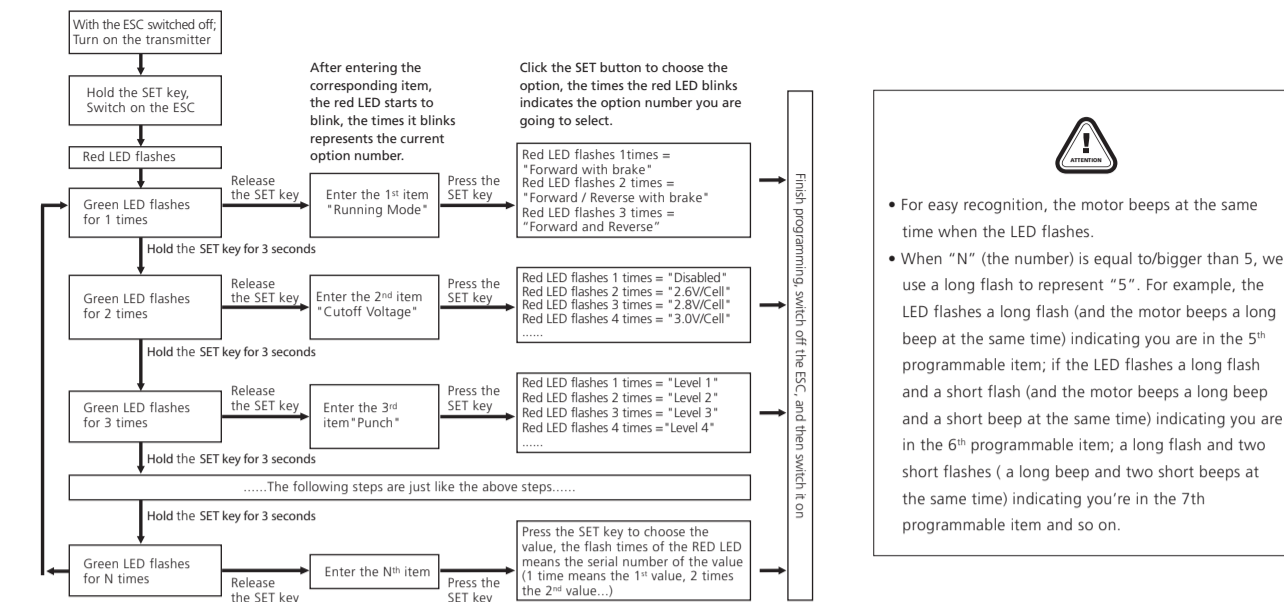 With the ESC switched off;
Turn on the transmitter
Hold the SET key,
Switch on the ESC
Red LED flashes
After entering the
corresponding item,
the red LED starts to
blink, the times it blinks
represents the current
option number.
Click the SET button to choose the
option, the times the red LED blinks
indicates the option number you are
going to select.
Green LED flashes
for 1 times
Release
the SET key
Enter the 1st item
"Running Mode"
Press the
SET key
Red LED flashes 1times =
"Forward with brake"
Red LED flashes 2 times =
"Forward / Reverse with brake"
Red LED flashes 3 times =
"Forward and Reverse"
Hold the SET key for 3 seconds
Green LED flashes
for 2 times
Release
the SET key
Enter the 2nd item
"Cutoff Voltage"
Press the
SET key
Red LED flashes 1 times = "Disabled"
Red LED flashes 2 times = "2.6V/Cell"
Red LED flashes 3 times = "2.8V/Cell"
Red LED flashes 4 times = "3.0V/Cell"
......
Hold the SET key for 3 seconds
Green LED flashes
for 3 times
Release
the SET key
Enter the 3rd
item"Punch"
Press the
SET key
Red LED flashes 1 times = "Level 1"
Red LED flashes 2 times = "Level 2"
Red LED flashes 3 times = "Level 3"
Red LED flashes 4 times ="Level 4"
......
Hold the SET key for 3 seconds
......The following steps are just like the above steps......
Hold the SET key for 3 seconds
Green LED flashes
for N times
Release
the SET key
Enter the Nth item
Press the
SET key
Press the SET key to choose the
value, the flash times of the RED LED
means the serial number of the value
(1 time means the 1st value, 2 times
the 2nd value...)
Finish programming, switch off the ESC, and then switch it on
ATTENTION
• For easy recognition, the motor beeps at the same
time when the LED flashes.
• When “N” (the number) is equal to/bigger than 5, we
use a long flash to represent “5”. For example, the
LED flashes a long flash (and the motor beeps a long
beep at the same time) indicating you are in the 5th
programmable item; if the LED flashes a long flash
and a short flash (and the motor beeps a long beep
and a short beep at the same time) indicating you are
in the 6th programmable item; a long flash and two
short flashes ( a long beep and two short beeps at
the same time) indicating you’re in the 7th
programmable item and so on.